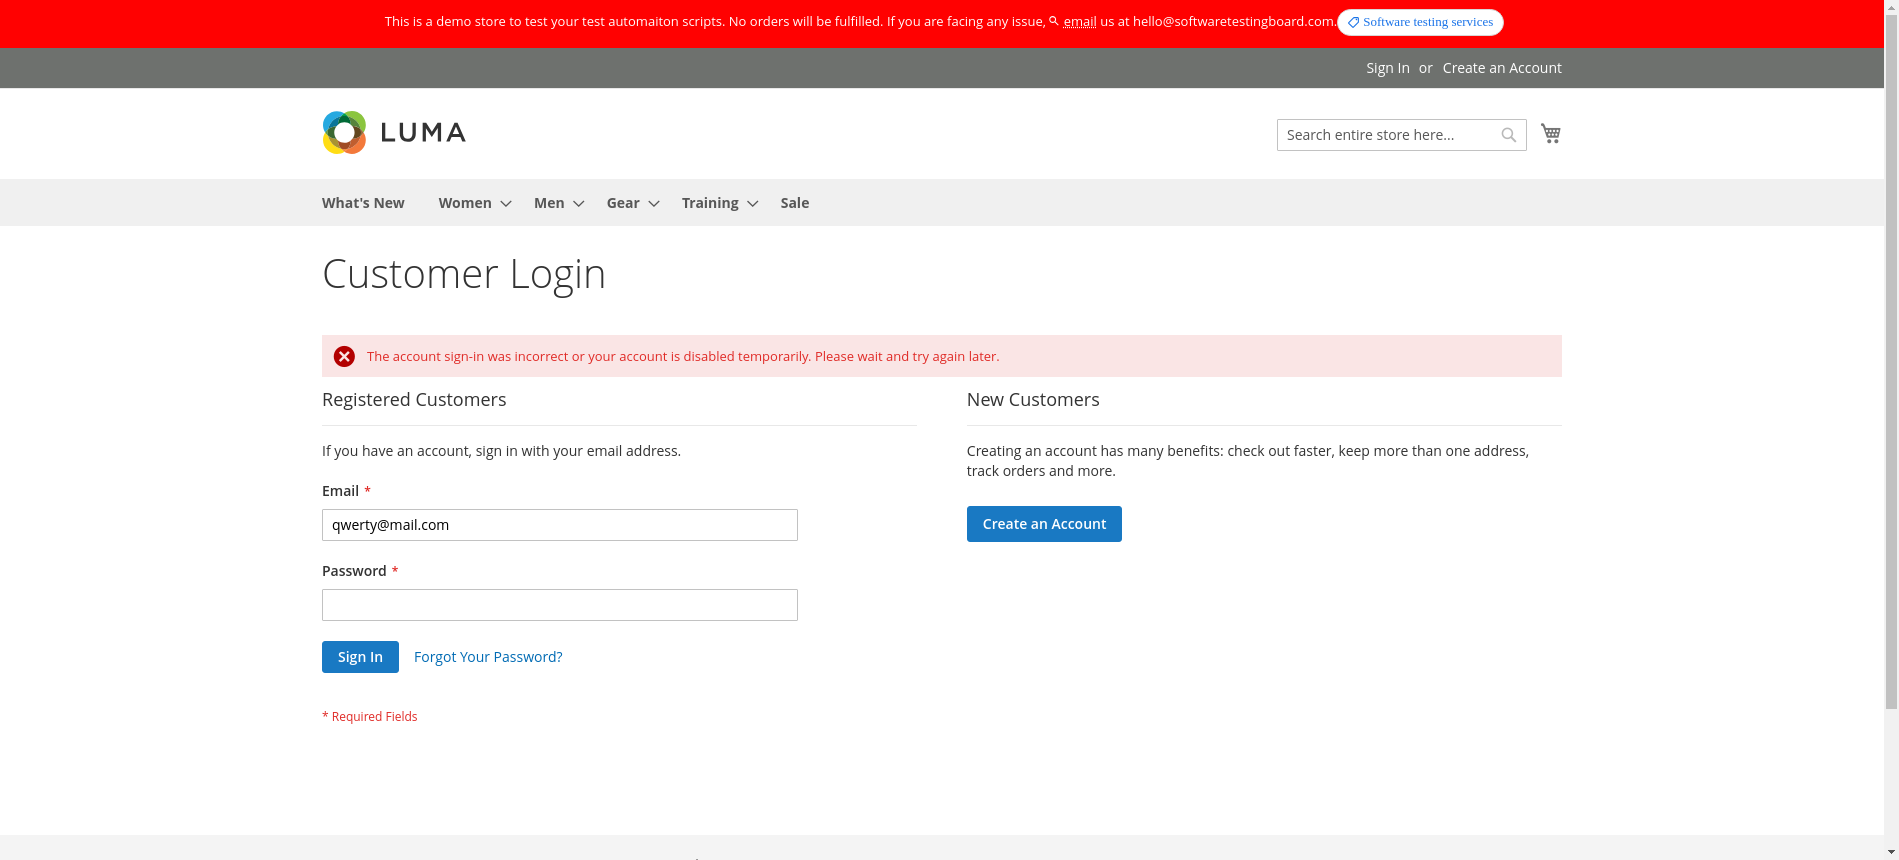 This is a demo store to test your test automaiton scripts. No orders will be fulfilled. If you are facing any issue, email us at hello@softwaretestingboard.com. Software testing services
Sign In or Create an Account
LUMA
Search entire store here...
What's New Women Men Gear Training Sale
Customer Login
The account sign-in was incorrect or your account is disabled temporarily. Please wait and try again later.
Registered Customers
If you have an account, sign in with your email address.
Email *
qwerty@mail.com
Password *
Sign In Forgot Your Password?
* Required Fields
New Customers
Creating an account has many benefits: check out faster, keep more than one address,
track orders and more.
Create an Account